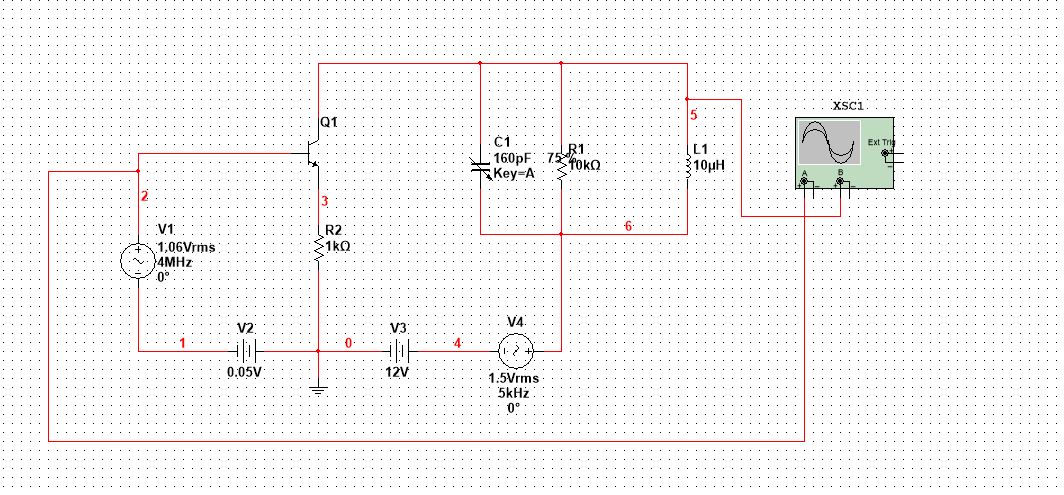 XSC1
Ext Trig
A
B
Q1
C1
160pF
Key=A
75 %
R1
10kΩ
5
L1
10µH
6
2
3
V1
1.06Vrms
4MHz
0°
R2
1kΩ
1
V2
0.05V
0
V3
12V
4
V4
1.5Vrms
5kHz
0°